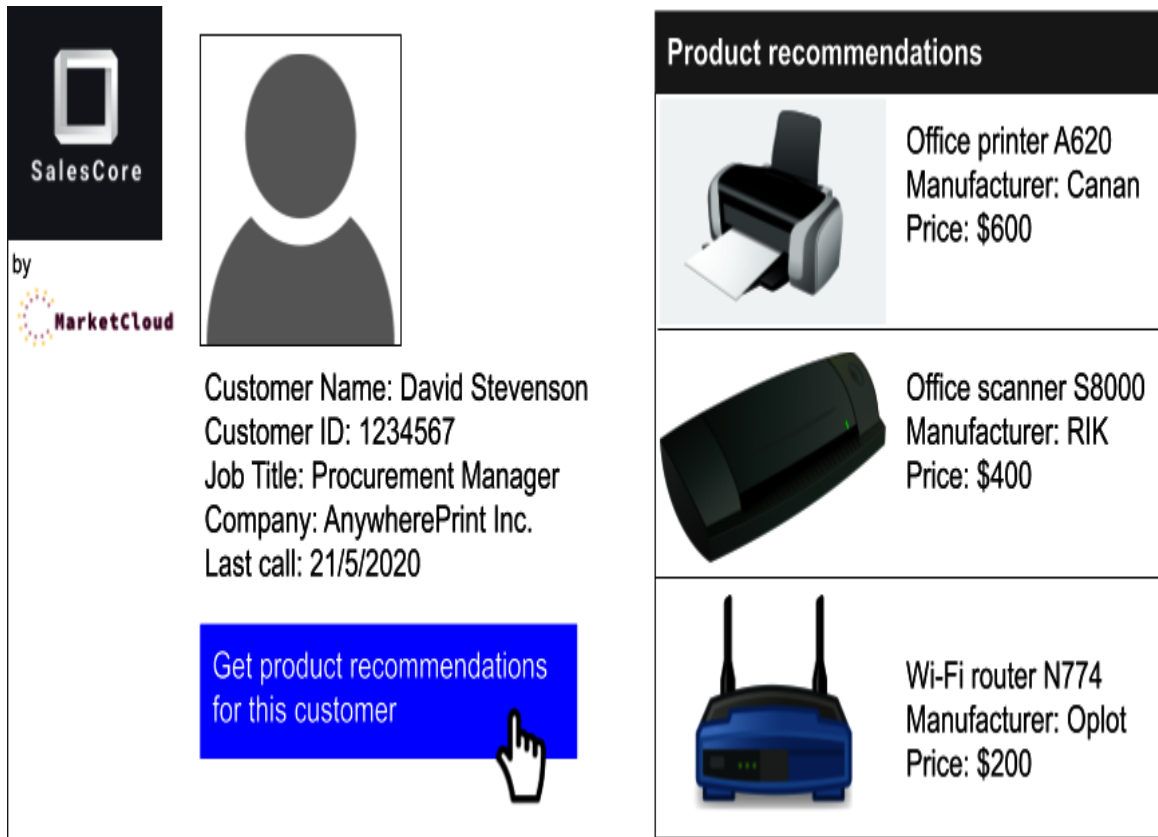 SalesCore
by
MarketCloud
Customer Name: David Stevenson
Customer ID: 1234567
Job Title: Procurement Manager
Company: AnywherePrint Inc.
Last call: 21/5/2020
Get product recommendations
for this customer
Product recommendations
Office printer A620
Manufacturer: Canan
Price: $600
Office scanner S8000
Manufacturer: RIK
Price: $400
Wi-Fi router N774
Manufacturer: Oplot
Price: $200